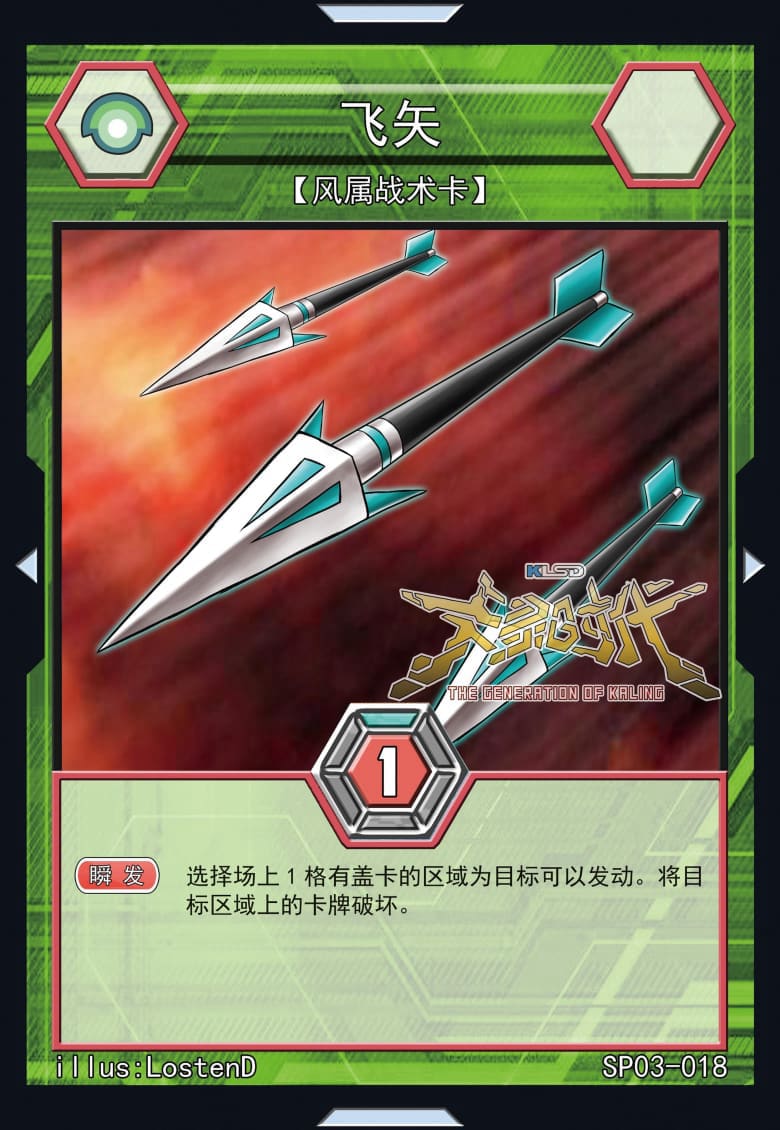 飞矢
【风属战术卡】
KLSD
THE GENERATION OF KALING
1
瞬发
选择场上1格有盖卡的区域为目标可以发动。将目
标区域上的卡牌破坏。
illus:LostenD
SP03-018